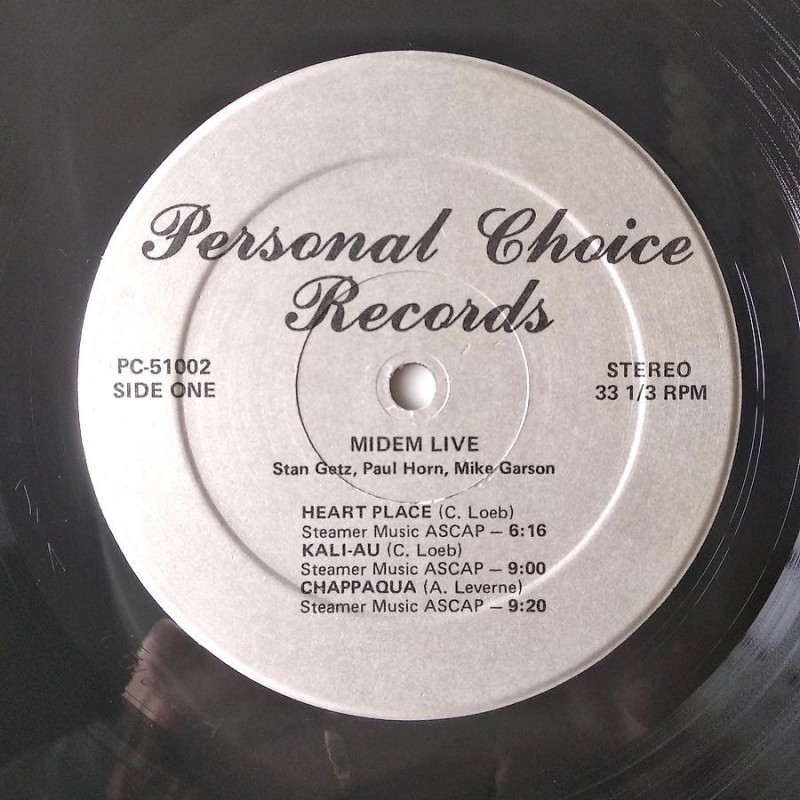 Personal Choice
Records
PC-51002
SIDE ONE
STEREO
33 1/3 RPM
MIDEM LIVE
Stan Getz, Paul Horn, Mike Garson
HEART PLACE (C. Loeb)
Steamer Music ASCAP – 6:16
KALI-AU (C. Loeb)
Steamer Music ASCAP – 9:00
CHAPPAQUA (A. Leverne)
Steamer Music ASCAP – 9:20